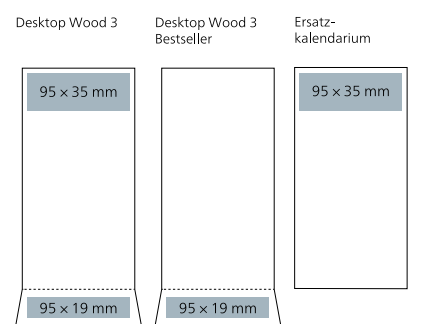 Desktop Wood 3
Desktop Wood 3
Bestseller
Ersatz-
kalendarium
95 × 35 mm
95 × 35 mm
95 × 19 mm
95 × 19 mm